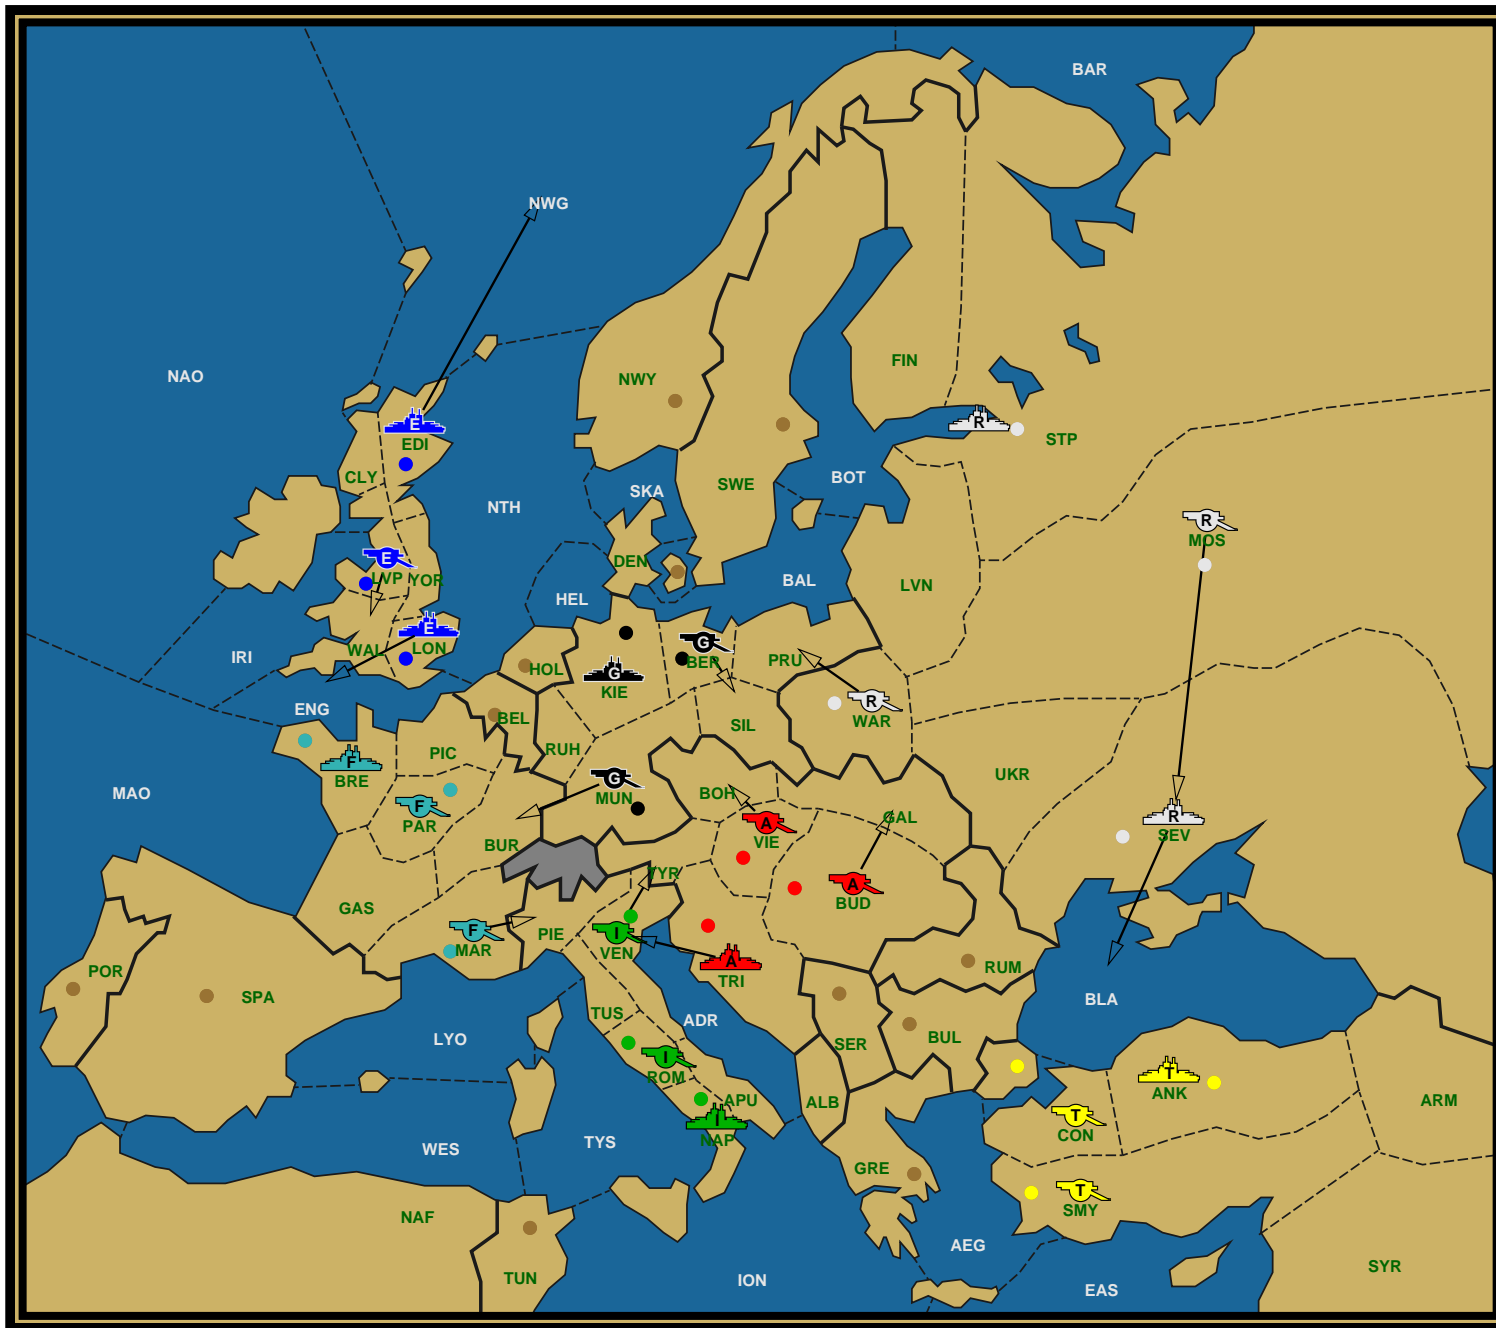 BAR
NWG
FIN
NAO
NWY
E
R
EDI
STP
CLY
SWE
BOT
SKA
NTH
R
MOS
E
DEN
LVP YOR
BAL
LVN
HEL
E
G
WAL
LON
IRI
BER
PRU
HOL
G
KIE
R
WAR
ENG
BEL
SIL
PIC
RUH
F
BRE
UKR
G
MUN
BOH
MAO
F
PAR
A
VIE
R
SEV
GAL
BUR
TYR
A
BUD
GAS
F
MAR
PIE
I
VEN
A
TRI
RUM
POR
SPA
BLA
TUS
ADR
LYO
SER
BUL
I
ROM
T
ANK
APU
ALB
ARM
I
NAP
T
CON
TYS
WES
GRE
T
SMY
NAF
AEG
SYR
TUN
ION
EAS